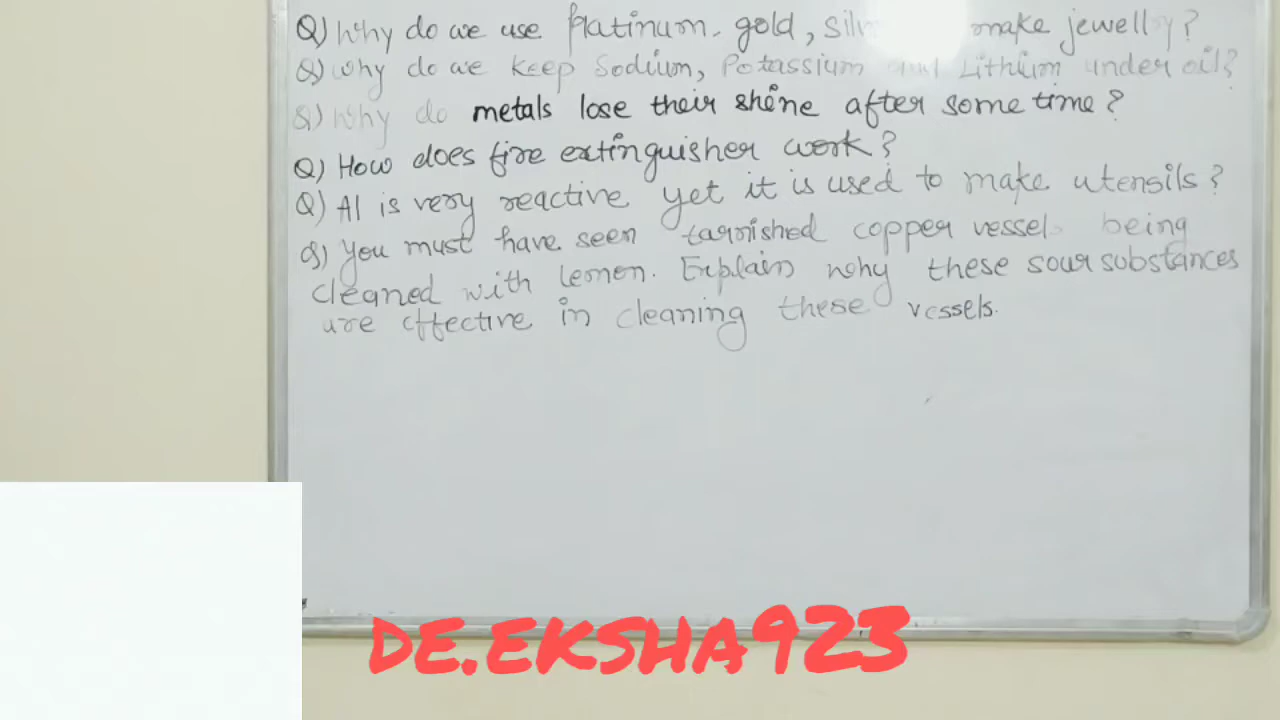 Q) Why do we use Platinum, gold, silv make jewellry?
Q) Why do we keep Sodium, Potassium and Lithium under oil?
Q) Why do metals lose their shine after some time?
Q) How does fire extinguisher work?
Q) Al is very reactive yet it is used to make utensils?
Q) You must have seen tarnished copper vessel being
cleaned with lemon. Explain why these sour substances
are effective in cleaning these vessels.
DE.EKSHA923